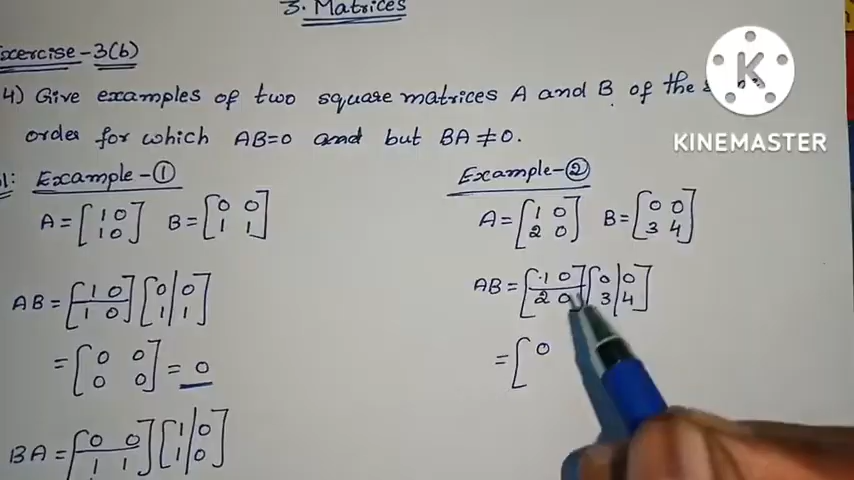 3. Matrices
Excercise-3(b)
4) Give examples of two square matrices A and B of the
order for which AB=0 and but BA≠0.
Example-①
A = [1 0
1 0] B = [0 0
1 1]
AB = [1 0
1 0] [0 0
1 1]
= [0 0
0 0] = 0
BA = [0 0
1 1] [1 0
1 0]
Example-②
A = [1 0
2 0] B = [0 0
3 4]
AB = [1 0
2 0] [0 0
3 4]
= [0
K
KINEMASTER